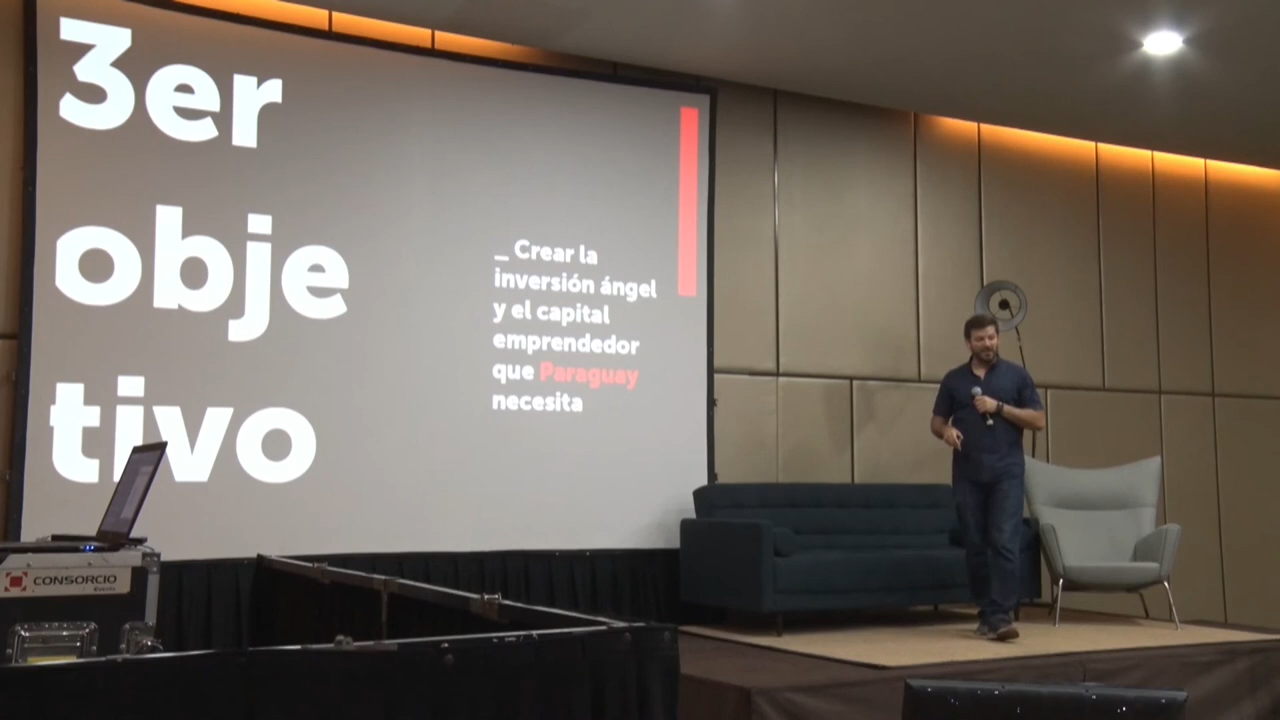 3er
obje
tivo
_ Crear la
inversión ángel
y el capital
emprendedor
que Paraguay
necesita
CONSORCIO